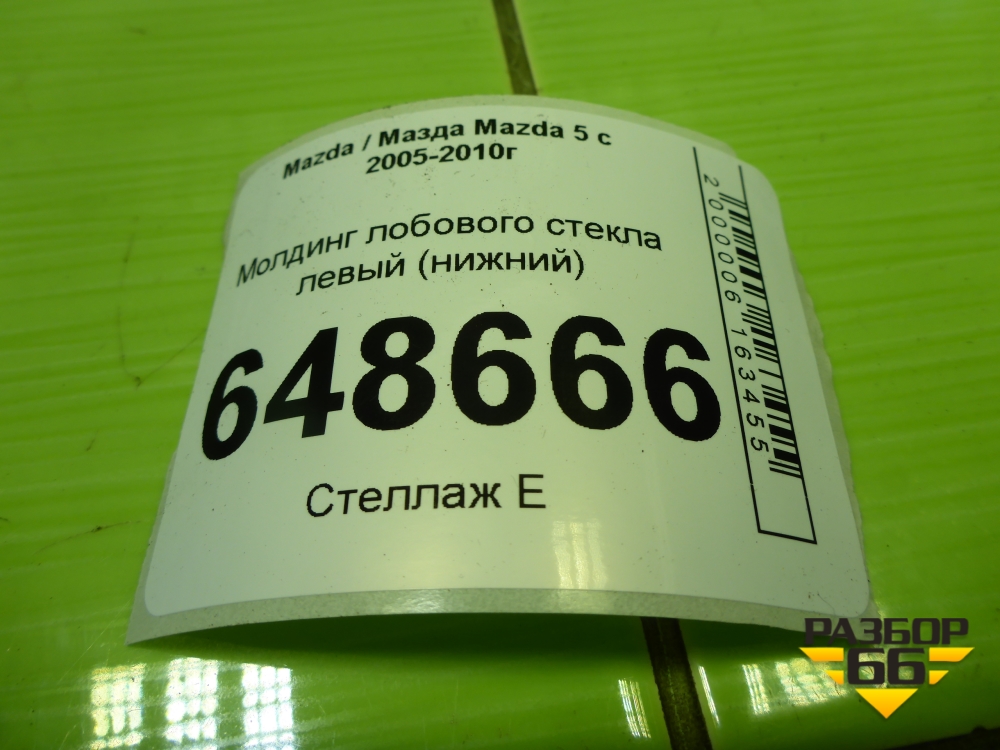 Mazda / Мазда Mazda 5 с
2005-2010г
Молдинг лобового стекла
левый (нижний)
648666
Стеллаж Е
2000006163455
РАЗБОР
66